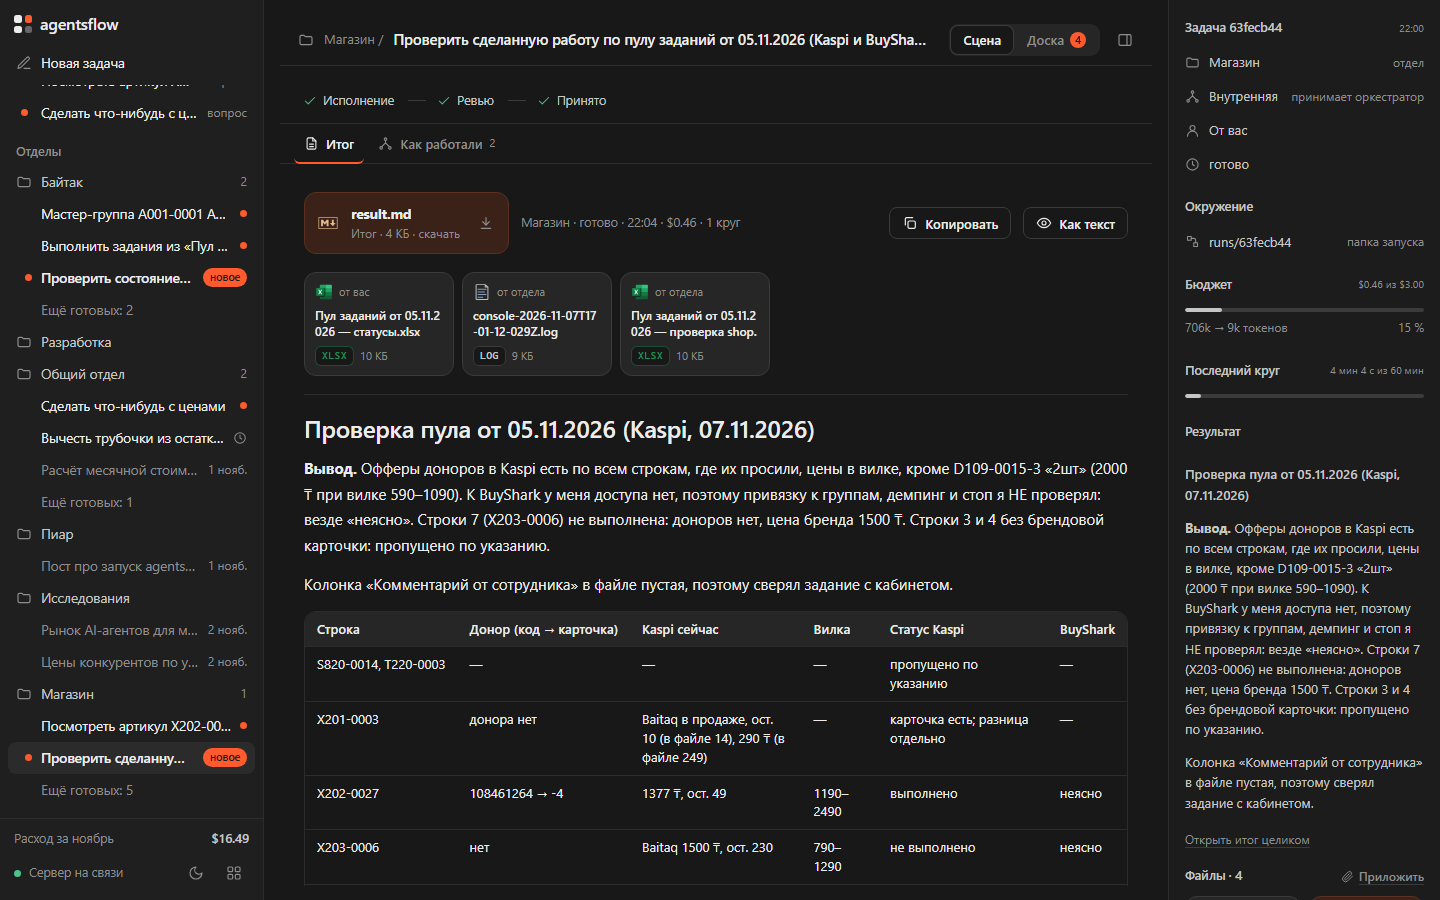 agentsflow
Новая задача
Сделать что-нибудь с ц... вопрос
Отделы
Байтак 2
Мастер-группа A001-0001 A...
Выполнить задания из «Пул ...
Проверить состояние... новое
Ещё готовых: 2
Разработка
Общий отдел 2
Сделать что-нибудь с ценами
Вычесть трубочки из остатк...
Расчёт месячной стоим... 1 нояб.
Ещё готовых: 1
Пиар
Пост про запуск agents... 1 нояб.
Исследования
Рынок AI-агентов для м... 2 нояб.
Цены конкурентов по у... 2 нояб.
Магазин 1
Посмотреть артикул X202-00...
Проверить сделанну... новое
Ещё готовых: 5
Расход за ноябрь $16.49
Сервер на связи
Магазин / Проверить сделанную работу по пулу заданий от 05.11.2026 (Kaspi и BuySha...
Сцена Доска 4
Исполнение Ревью Принято
Итог Как работали 2
result.md
Итог · 4 КБ · скачать
Магазин · готово · 22:04 · $0.46 · 1 круг
Копировать Как текст
от вас
Пул заданий от 05.11.2
026 — статусы.xlsx
XLSX 10 КБ
от отдела
console-2026-11-07T17
-01-12-029Z.log
LOG 9 КБ
от отдела
Пул заданий от 05.11.2
026 — проверка shop.
XLSX 10 КБ
Проверка пула от 05.11.2026 (Kaspi, 07.11.2026)
Вывод. Офферы доноров в Kaspi есть по всем строкам, где их просили, цены в вилке, кроме D109-0015-3 «2шт» (2000
₸ при вилке 590–1090). К BuyShark у меня доступа нет, поэтому привязку к группам, демпинг и стоп я НЕ проверял:
везде «неясно». Строки 7 (X203-0006) не выполнена: доноров нет, цена бренда 1500 ₸. Строки 3 и 4 без брендовой
карточки: пропущено по указанию.
Колонка «Комментарий от сотрудника» в файле пустая, поэтому сверял задание с кабинетом.
Строка Донор (код → карточка) Kaspi сейчас Вилка Статус Kaspi BuyShark
S820-0014, T220-0003 — — — пропущено по —
указанию
X201-0003 донора нет Baitaq в продаже, ост. — карточка есть; разница —
10 (в файле 14), 290 ₸ (в отдельно
файле 249)
X202-0027 108461264 → -4 1377 ₸, ост. 49 1190– выполнено неясно
2490
X203-0006 нет Baitaq 1500 ₸, ост. 230 790– не выполнено неясно
1290
Задача 63fecb44 22:00
Магазин отдел
Внутренняя принимает оркестратор
От вас
готово
Окружение
runs/63fecb44 папка запуска
Бюджет $0.46 из $3.00
706k → 9k токенов 15 %
Последний круг 4 мин 4 с из 60 мин
Результат
Проверка пула от 05.11.2026 (Kaspi,
07.11.2026)
Вывод. Офферы доноров в Kaspi есть
по всем строкам, где их просили, цены
в вилке, кроме D109-0015-3 «2шт»
(2000 ₸ при вилке 590–1090). К
BuyShark у меня доступа нет, поэтому
привязку к группам, демпинг и стоп я
НЕ проверял: везде «неясно». Строки 7
(X203-0006) не выполнена: доноров
нет, цена бренда 1500 ₸. Строки 3 и 4
без брендовой карточки: пропущено
по указанию.
Колонка «Комментарий от сотрудника»
в файле пустая, поэтому сверял
задание с кабинетом.
Открыть итог целиком
Файлы · 4 Приложить